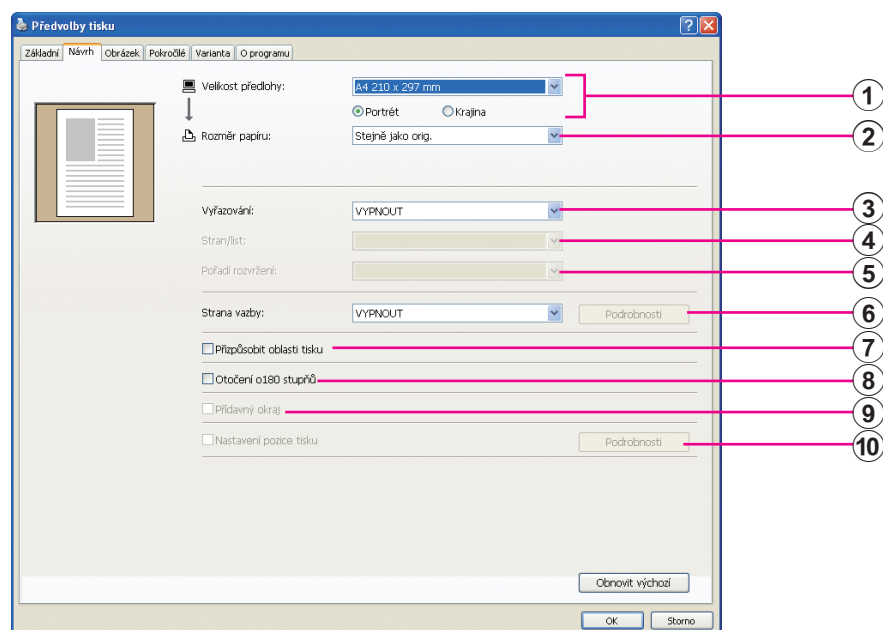 Předvolby tisku
Základní Návrh Obrázek Pokročilé Varianta O programu
Velikost předlohy: A4 210 x 297 mm
1
Portrét Krajina
Rozměr papíru: Stejně jako orig. 2
Vyřazování: VYPNOUT 3
Stran/list: 4
Pořadí rozvržení: 5
Strana vazby: VYPNOUT Podrobnosti 6
Přizpůsobit oblasti tisku 7
Otočení o180 stupňů 8
Přídavný okraj 9
Nastavení pozice tisku Podrobnosti 10
Obnovit výchozí
OK Storno